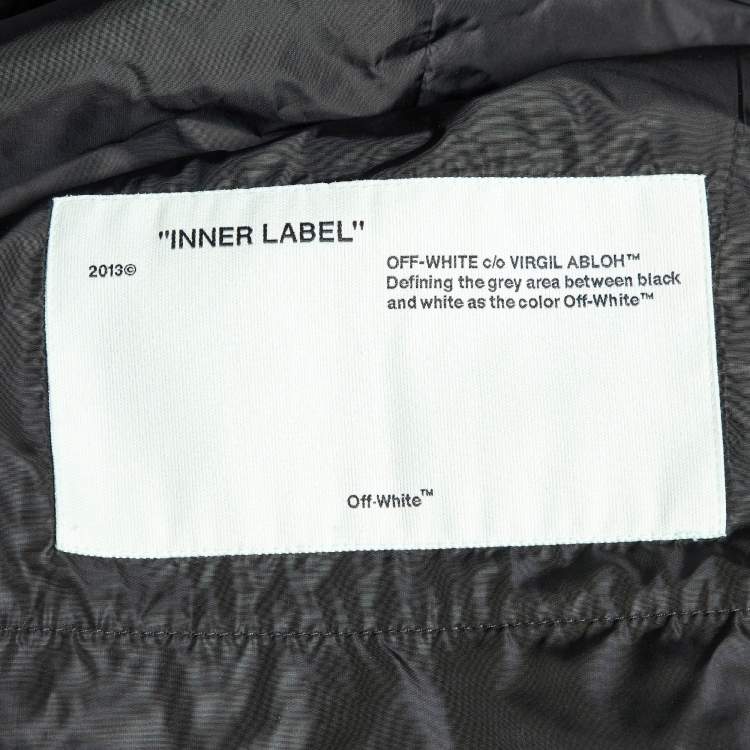 "INNER LABEL"
2013©
OFF-WHITE c/o VIRGIL ABLOH™
Defining the grey area between black
and white as the color Off-White™
Off-White™